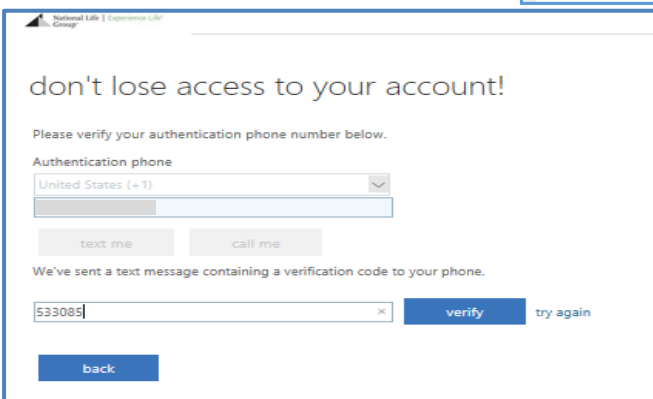 National Life | Experience Life®
Group®
don't lose access to your account!
Please verify your authentication phone number below.
Authentication phone
United States (+1)
text me call me
We've sent a text message containing a verification code to your phone.
533085 × verify try again
back